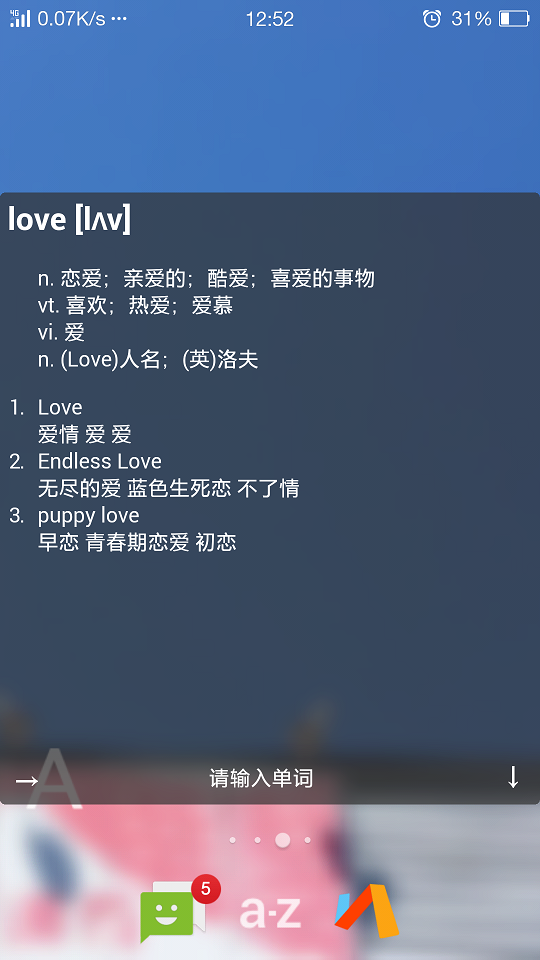 4G 0.07K/s ··· 12:52 31%
love [lʌv]
n. 恋爱；亲爱的；酷爱；喜爱的事物
vt. 喜欢；热爱；爱慕
vi. 爱
n. (Love)人名；(英)洛夫
1. Love
爱情 爱 爱
2. Endless Love
无尽的爱 蓝色生死恋 不了情
3. puppy love
早恋 青春期恋爱 初恋
A
→ 请输入单词 ↓
5
a-z